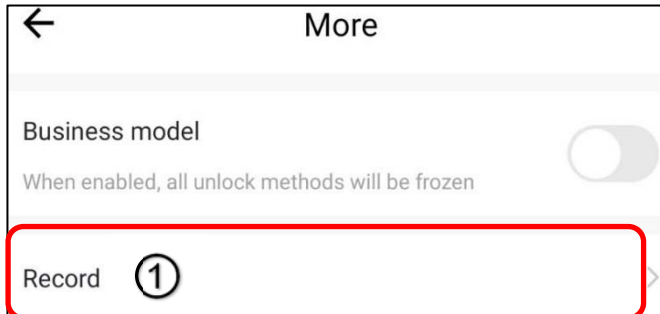 More
Business model
When enabled, all unlock methods will be frozen
Record ①